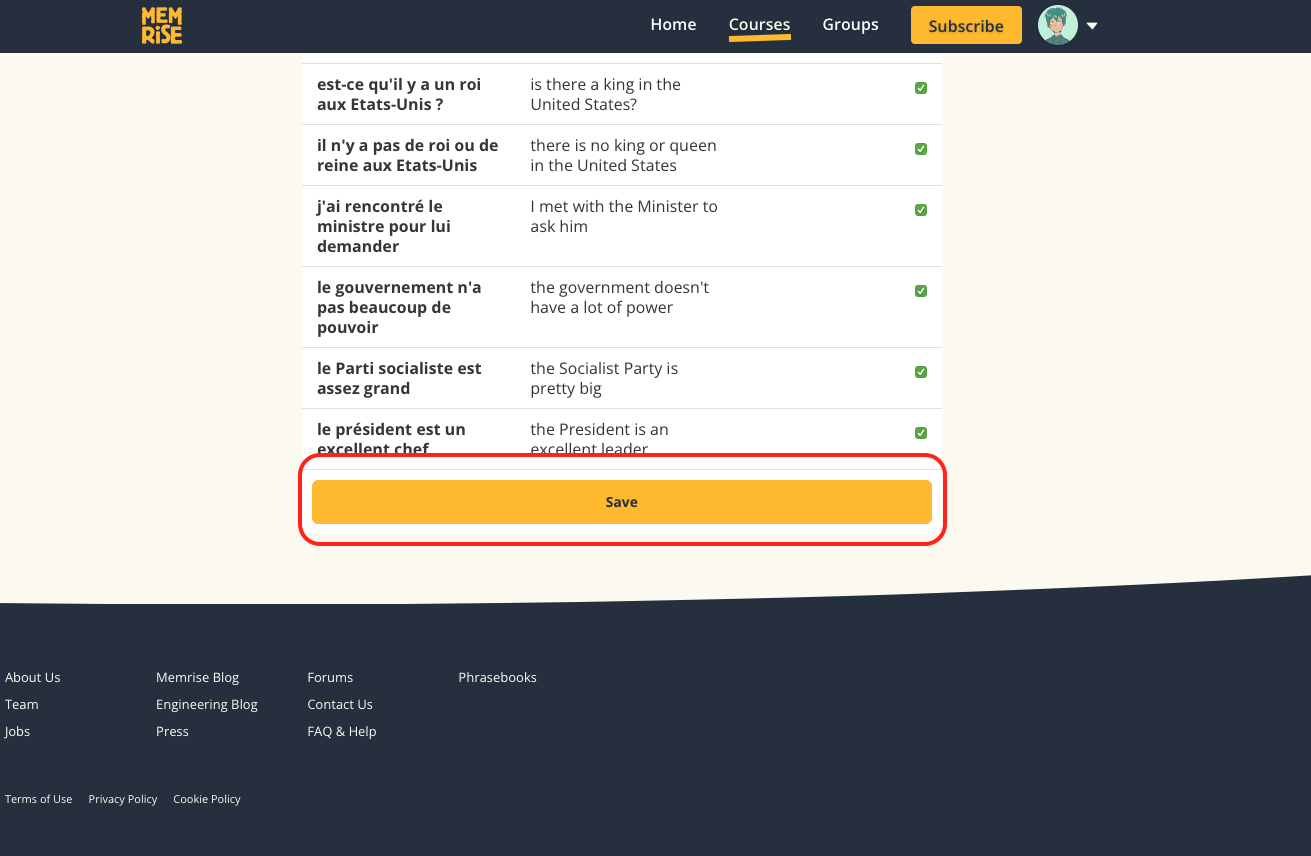 MEM
RiSE
Home Courses Groups Subscribe
est-ce qu'il y a un roi is there a king in the
aux Etats-Unis ? United States?
il n'y a pas de roi ou de there is no king or queen
reine aux Etats-Unis in the United States
j'ai rencontré le I met with the Minister to
ministre pour lui ask him
demander
le gouvernement n'a the government doesn't
pas beaucoup de have a lot of power
pouvoir
le Parti socialiste est the Socialist Party is
assez grand pretty big
le président est un the President is an
excellent chef excellent leader
Save
About Us Memrise Blog Forums Phrasebooks
Team Engineering Blog Contact Us
Jobs Press FAQ & Help
Terms of Use Privacy Policy Cookie Policy